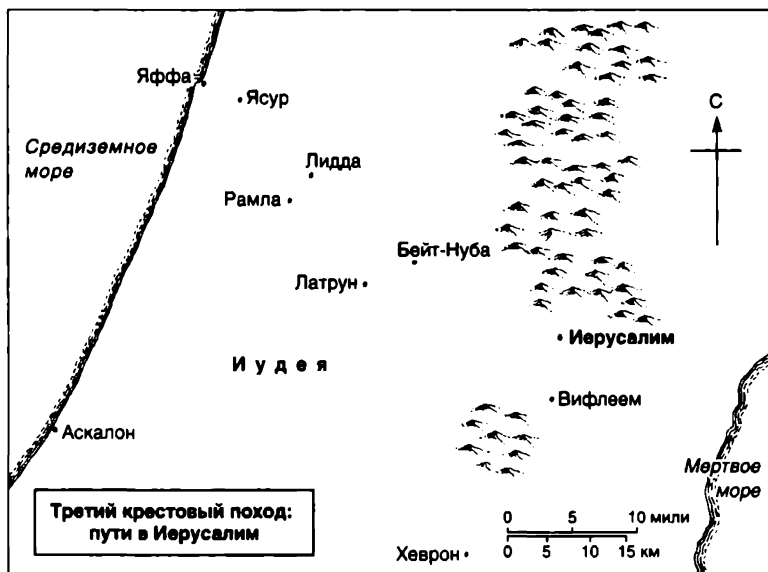 Яффа
Ясур
С
Средиземное
море
Лидда
Рамла
Бейт-Нуба
Латрун
Иерусалим
Иудея
Вифлеем
Аскалон
Мертвое
море
Третий крестовый поход:
пути в Иерусалим
0 5 10 мили
0 5 10 15 км
Хеврон